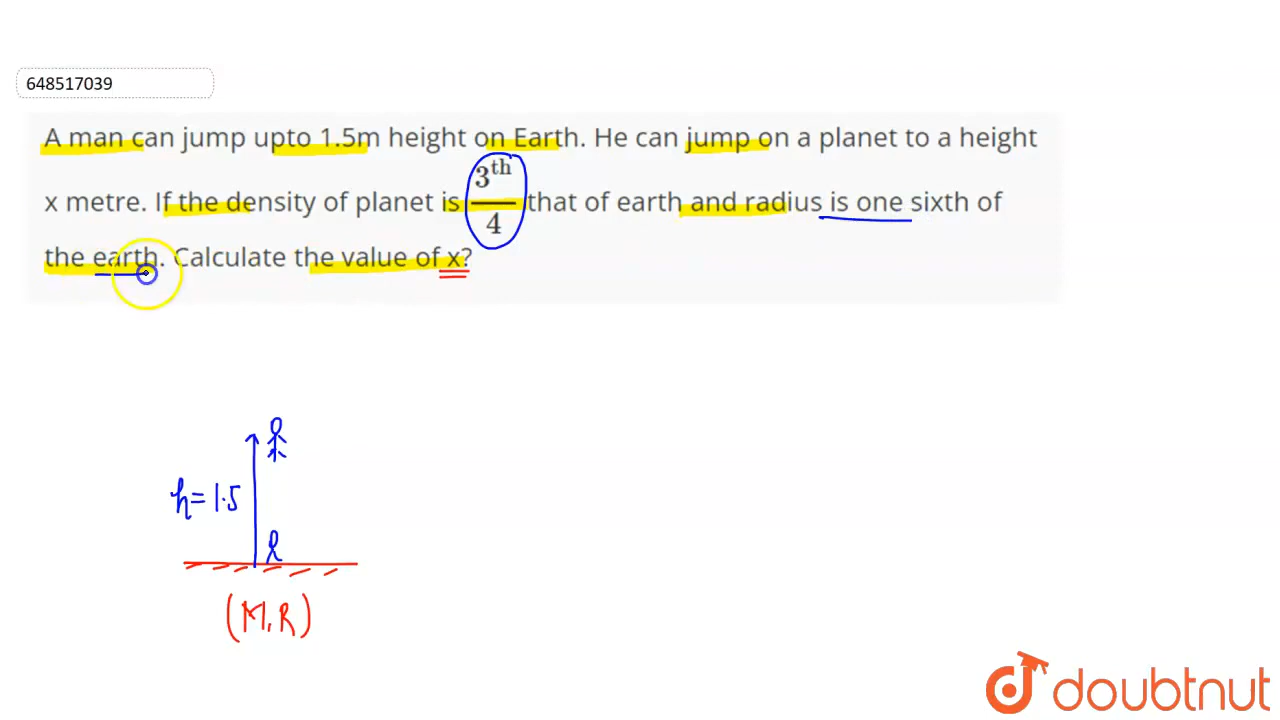 648517039
A man can jump upto 1.5m height on Earth. He can jump on a planet to a height
x metre. If the density of planet is 3th/4 that of earth and radius is one sixth of
the earth. Calculate the value of x?
h=1.5
(M,R)
doubtnut